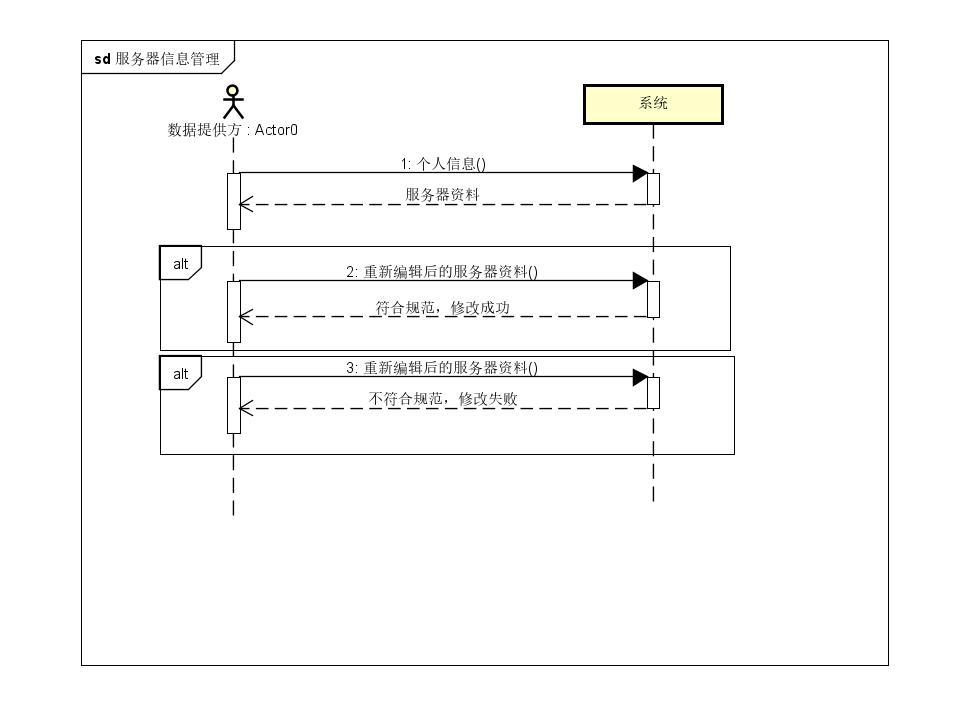 sd 服务器信息管理
数据提供方 : Actor0
系统
1: 个人信息()
服务器资料
alt
2: 重新编辑后的服务器资料()
符合规范，修改成功
alt
3: 重新编辑后的服务器资料()
不符合规范，修改失败